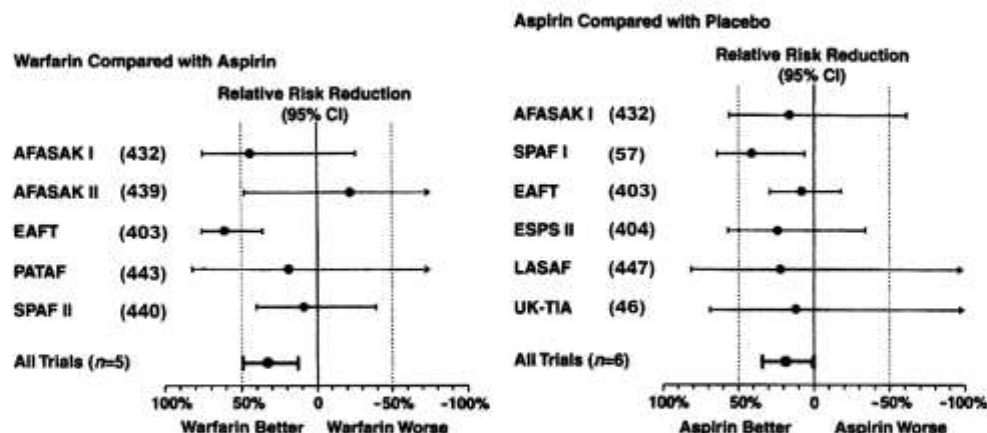 Warfarin Compared with Aspirin
Relative Risk Reduction
(95% CI)
AFASAK I (432)
AFASAK II (439)
EAFT (403)
PATAF (443)
SPAF II (440)
All Trials (n=5)
100% 50% 0 -50% -100%
Warfarin Better Warfarin Worse
Aspirin Compared with Placebo
Relative Risk Reduction
(95% CI)
AFASAK I (432)
SPAF I (57)
EAFT (403)
ESPS II (404)
LASAF (447)
UK-TIA (46)
All Trials (n=6)
100% 50% 0 -50% -100%
Aspirin Better Aspirin Worse